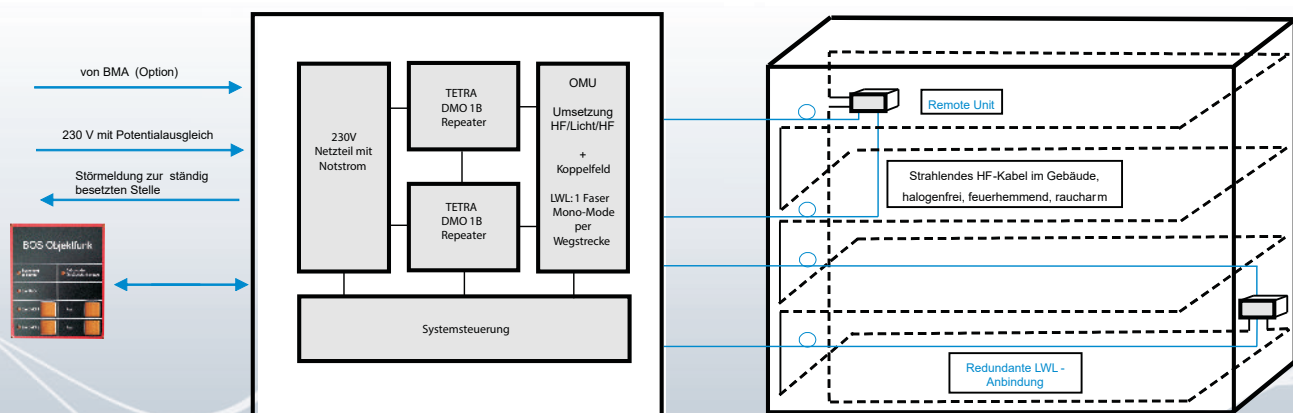 von BMA (Option)
230 V mit Potentialausgleich
Störmeldung zur ständig
besetzten Stelle
BOS-Objektfunk
230V
Netzteil mit
Notstrom
TETRA
DMO 1B
Repeater
TETRA
DMO 1B
Repeater
OMU
Umsetzung
HF/Licht/HF
+
Koppelfeld
LWL: 1 Faser
Mono-Mode
per
Wegstrecke
Systemsteuerung
Remote Unit
Strahlendes HF-Kabel im Gebäude,
halogenfrei, feuerhemmend, raucharm
Redundante LWL -
Anbindung